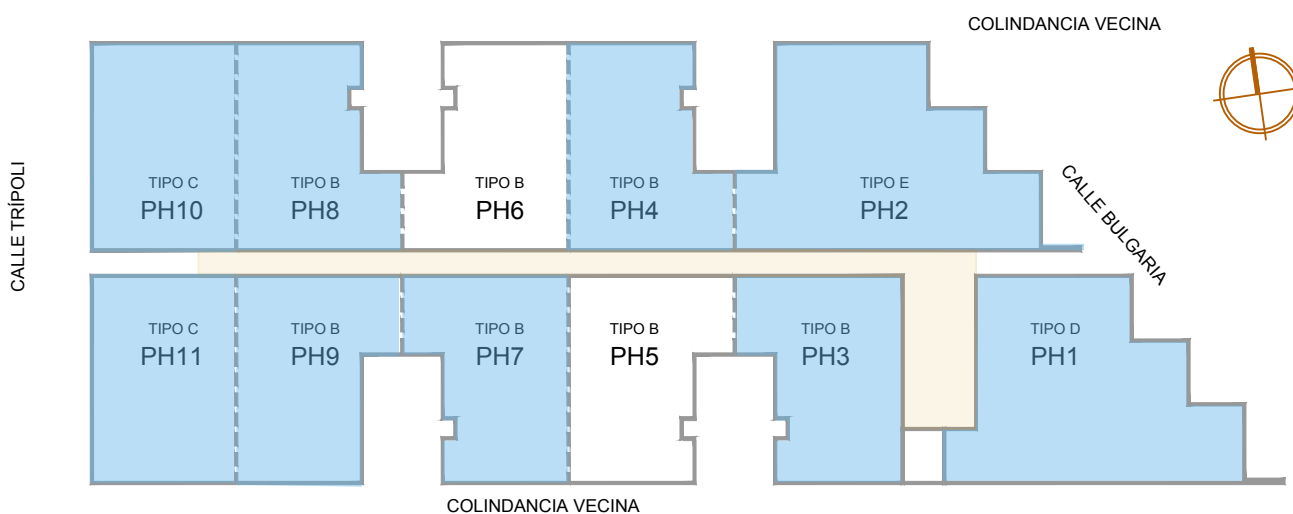 COLINDANCIA VECINA
CALLE TRÍPOLI
TIPO C
PH10
TIPO B
PH8
TIPO B
PH6
TIPO B
PH4
TIPO E
PH2
CALLE BULGARIA
TIPO C
PH11
TIPO B
PH9
TIPO B
PH7
TIPO B
PH5
TIPO B
PH3
TIPO D
PH1
COLINDANCIA VECINA